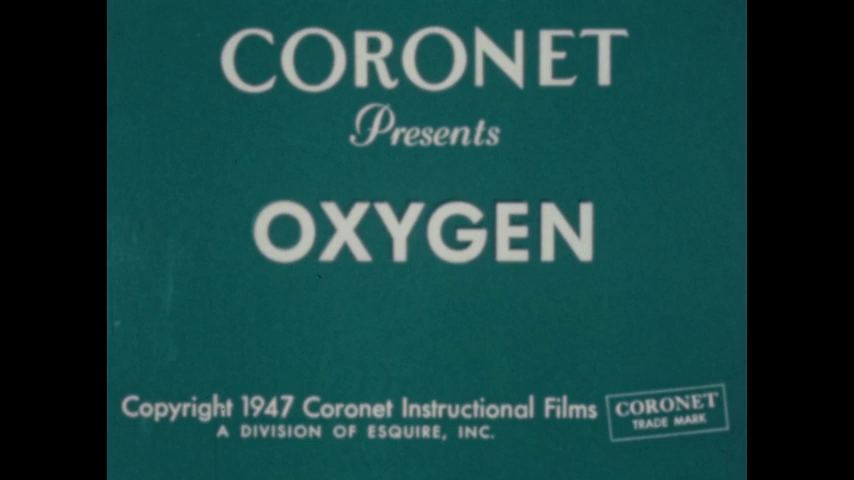 CORONET
Presents
OXYGEN
Copyright 1947 Coronet Instructional Films
A DIVISION OF ESQUIRE, INC.
CORONET
TRADE MARK